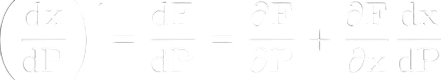 (dx/dP)′ = dF/dP = ∂F/∂P + ∂F/∂x dx/dP